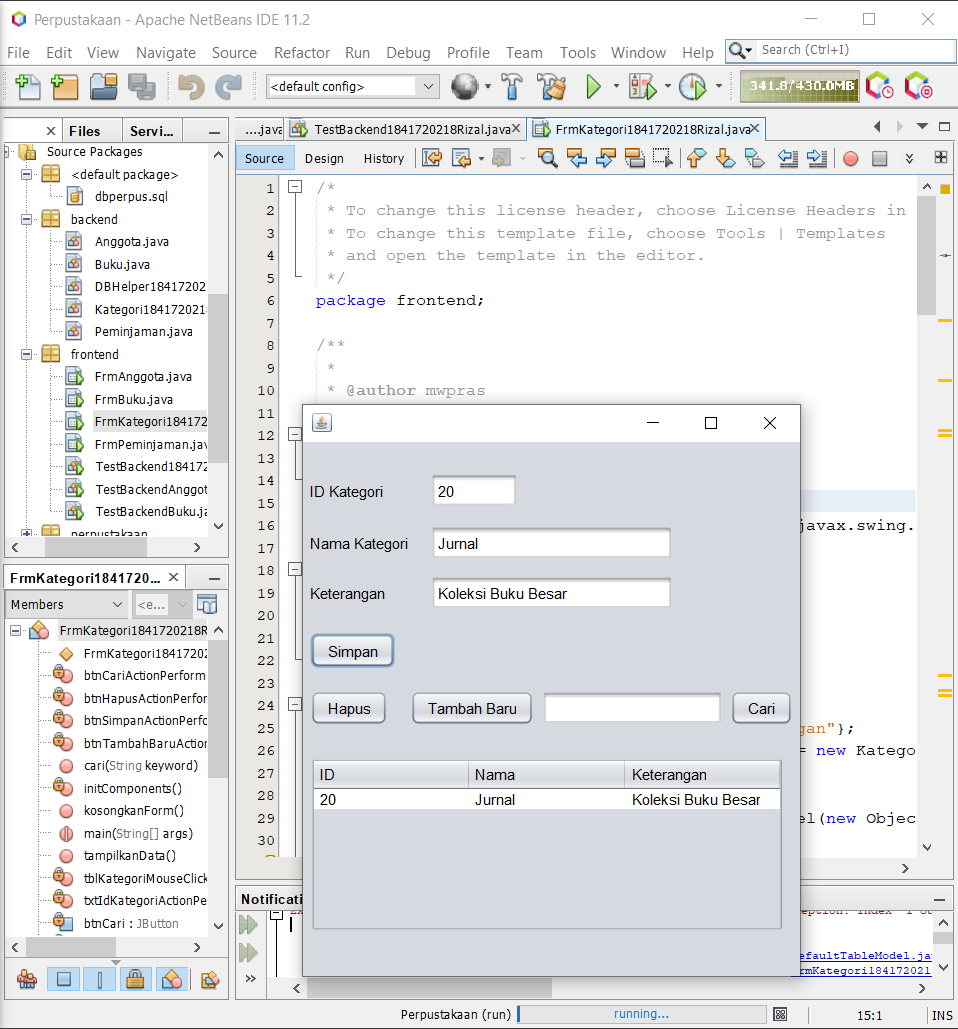 Perpustakaan - Apache NetBeans IDE 11.2
File Edit View Navigate Source Refactor Run Debug Profile Team Tools Window Help
Search (Ctrl+I)
<default config>
341.8/430.0MB
Files Servi...
Source Packages
<default package>
dbperpus.sql
backend
Anggota.java
Buku.java
DBHelper18417202
Kategori184172021
Peminjaman.java
frontend
FrmAnggota.java
FrmBuku.java
FrmKategori184172
FrmPeminjaman.jav
TestBackend184172
TestBackendAnggot
TestBackendBuku.ja
perpustakaan
FrmKategori1841720...
Members
<e...
FrmKategori1841720218R
FrmKategori1841720
btnCariActionPerform
btnHapusActionPerfor
btnSimpanActionPerfo
btnTambahBaruAction
cari(String keyword)
initComponents()
kosongkanForm()
main(String[] args)
tampilkanData()
tblKategoriMouseClick
txtIdKategoriActionPe
btnCari : JButton
....java TestBackend1841720218Rizal.java FrmKategori1841720218Rizal.java
Source Design History
1 /*
2 * To change this license header, choose License Headers in
3 * To change this template file, choose Tools | Templates
4 * and open the template in the editor.
5 */
6 package frontend;
7
8 /**
9 *
10 * @author mwpras
11
12
13
14
15
16 javax.swing.
17
18
19
20
21
22
23
24
25 gan"};
26 = new Katego
27
28
29 el(new Objec
30
ID Kategori 20
Nama Kategori Jurnal
Keterangan Koleksi Buku Besar
Simpan
Hapus Tambah Baru Cari
ID Nama Keterangan
20 Jurnal Koleksi Buku Besar
Notificati
eption: Index 1 ou
DefaultTableModel.ja
rmKategori184172021
Perpustakaan (run) running... 15:1 INS